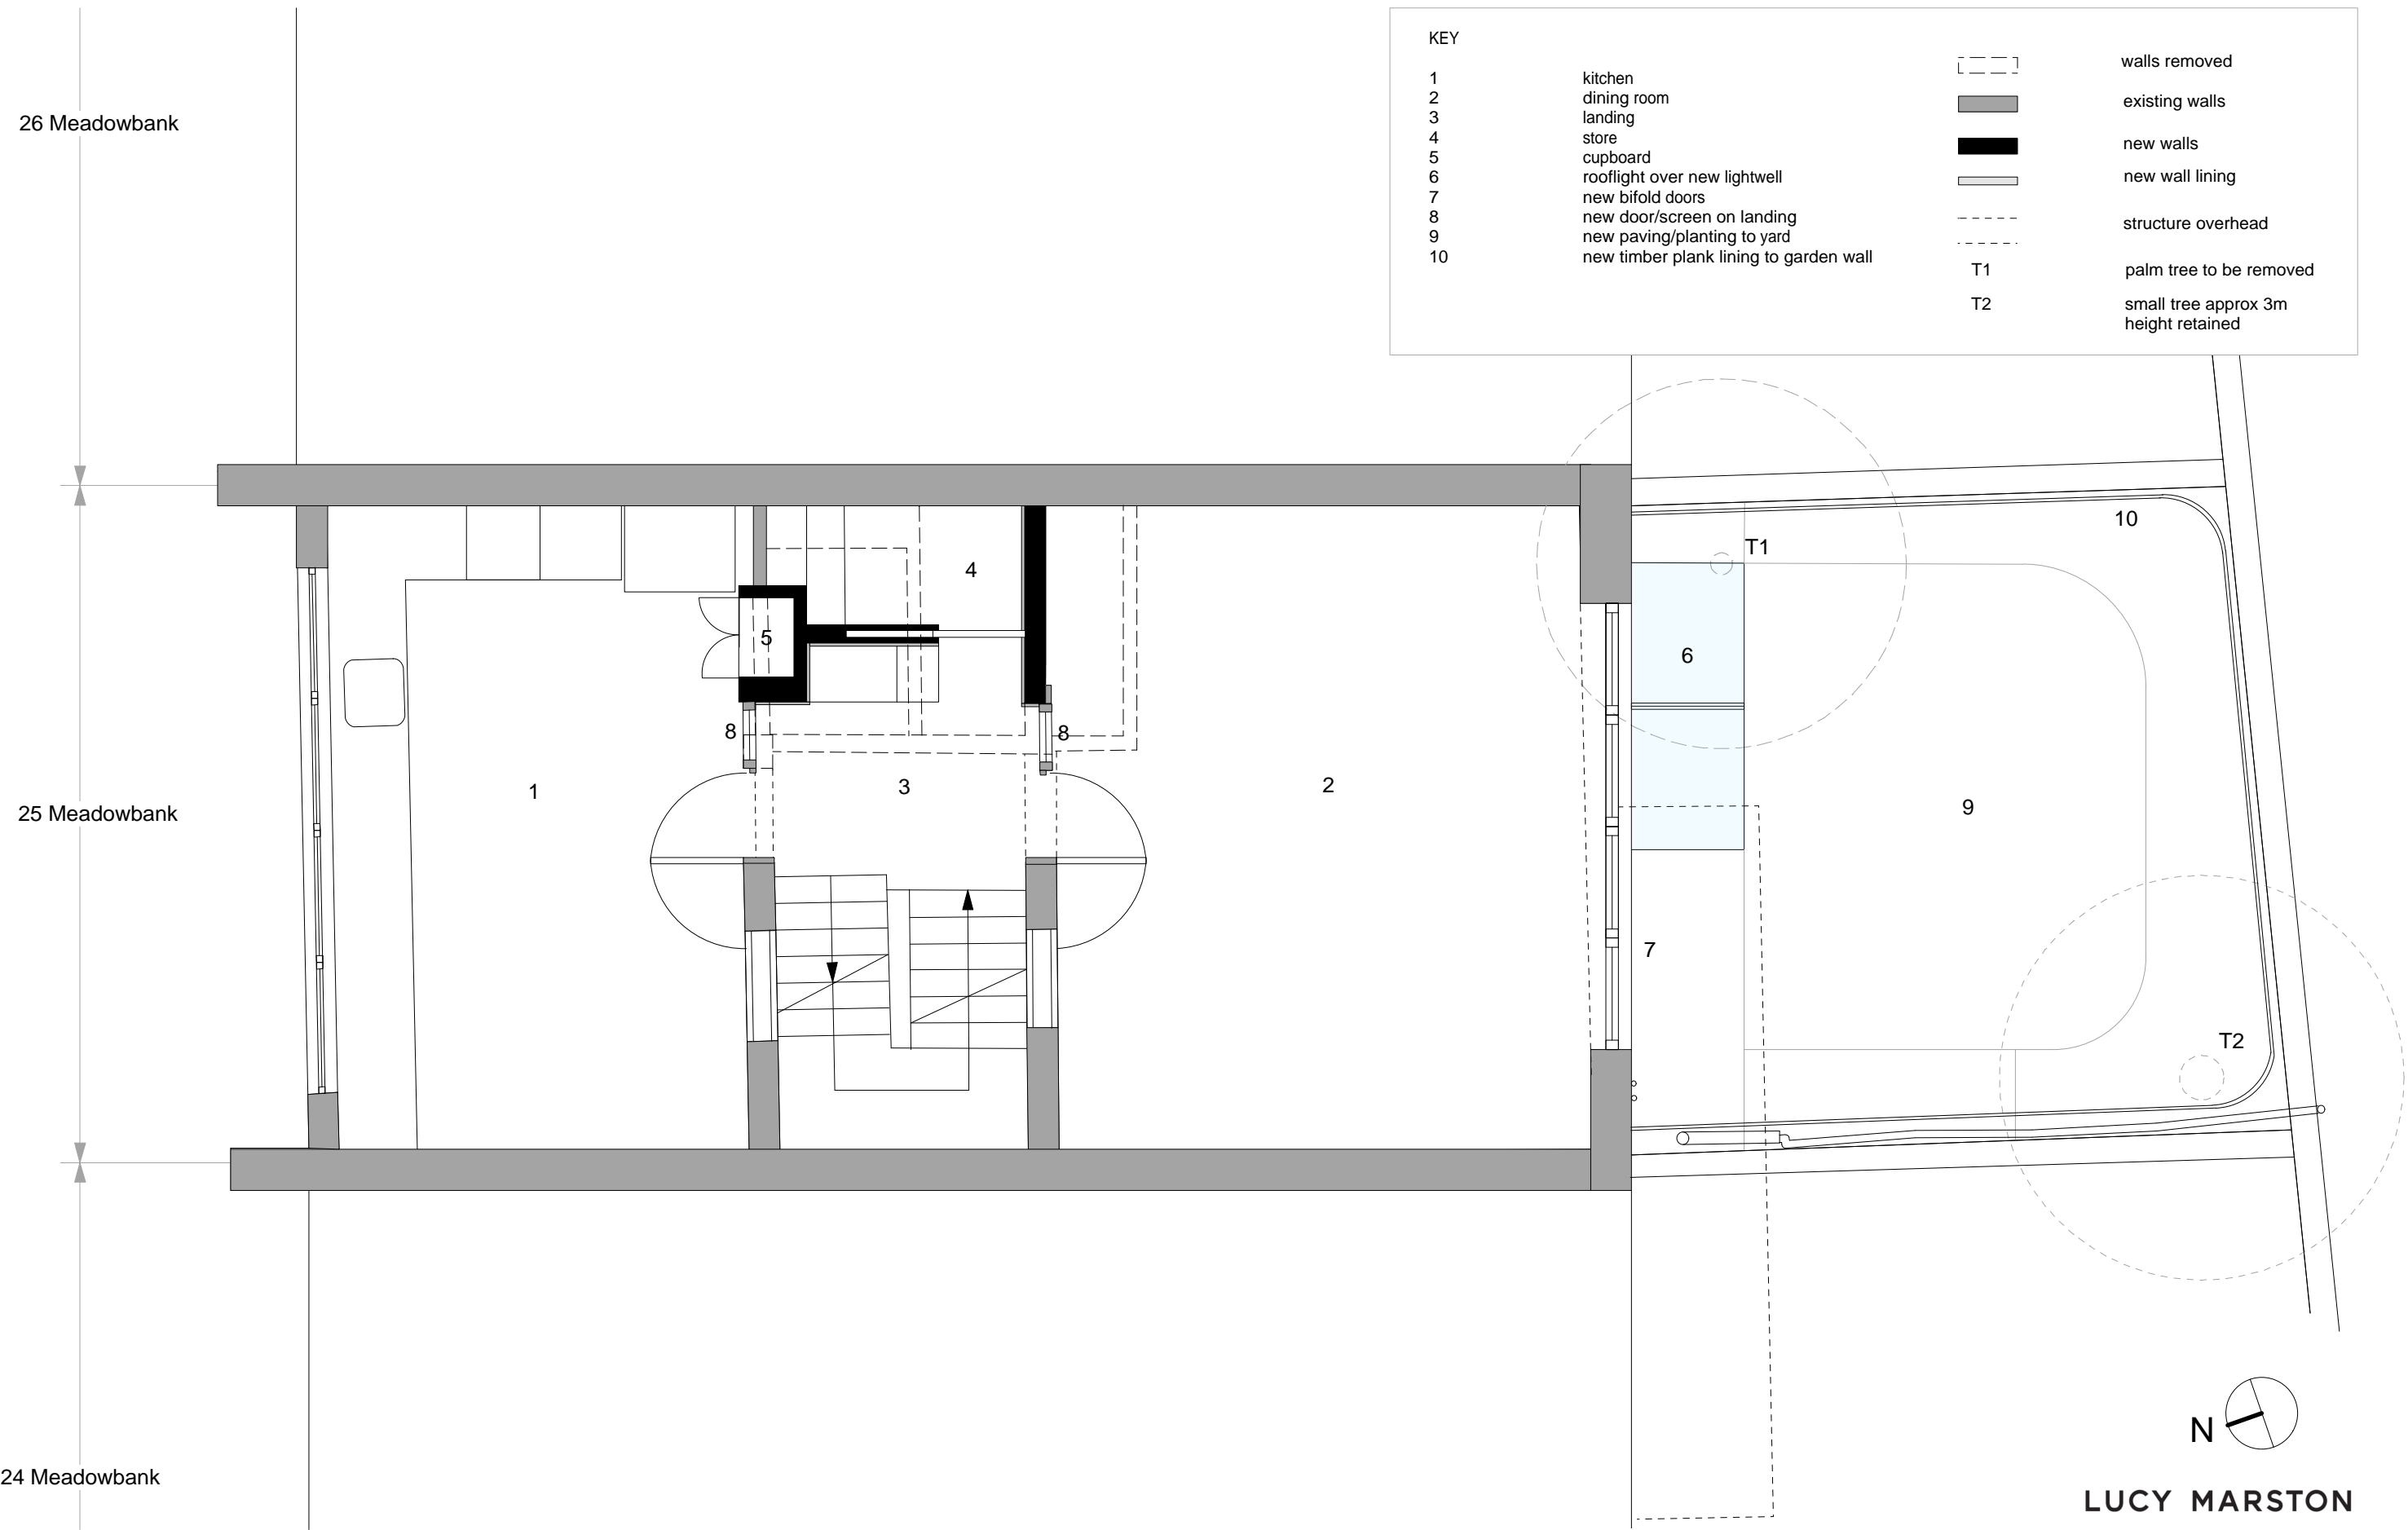 KEY
1 kitchen
2 dining room
3 landing
4 store
5 cupboard
6 rooflight over new lightwell
7 new bifold doors
8 new door/screen on landing
9 new paving/planting to yard
10 new timber plank lining to garden wall
walls removed
existing walls
new walls
new wall lining
structure overhead
T1 palm tree to be removed
T2 small tree approx 3m
height retained
26 Meadowbank
10
T1
4
5
6
8
8
1
3
2
9
25 Meadowbank
7
T2
N
24 Meadowbank
LUCY MARSTON